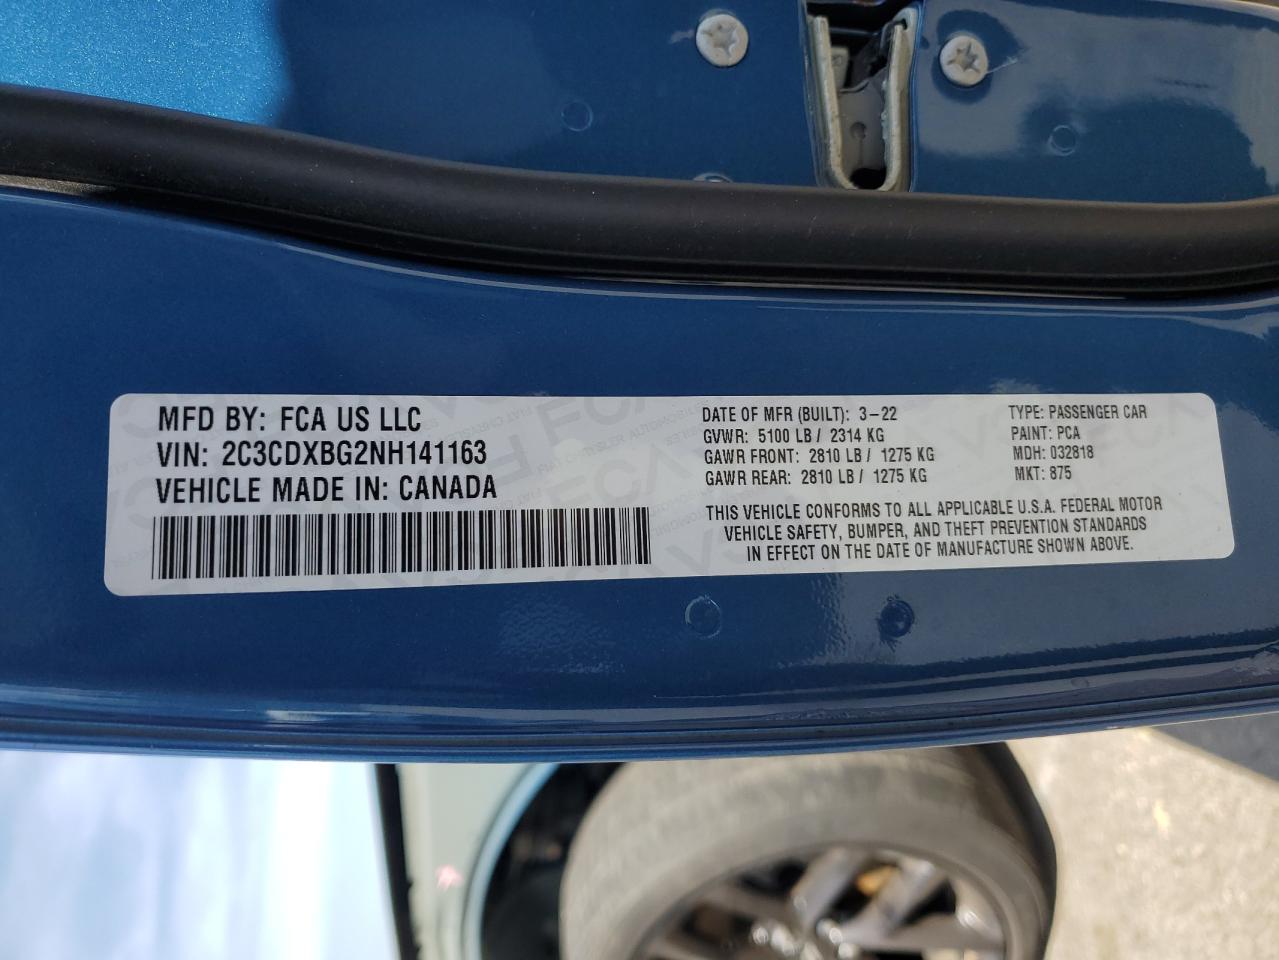 MFD BY: FCA US LLC
VIN: 2C3CDXBG2NH141163
VEHICLE MADE IN: CANADA
DATE OF MFR (BUILT): 3-22
GVWR: 5100 LB / 2314 KG
GAWR FRONT: 2810 LB / 1275 KG
GAWR REAR: 2810 LB / 1275 KG
TYPE: PASSENGER CAR
PAINT: PCA
MDH: 032818
MKT: 875
THIS VEHICLE CONFORMS TO ALL APPLICABLE U.S.A. FEDERAL MOTOR
VEHICLE SAFETY, BUMPER, AND THEFT PREVENTION STANDARDS
IN EFFECT ON THE DATE OF MANUFACTURE SHOWN ABOVE.